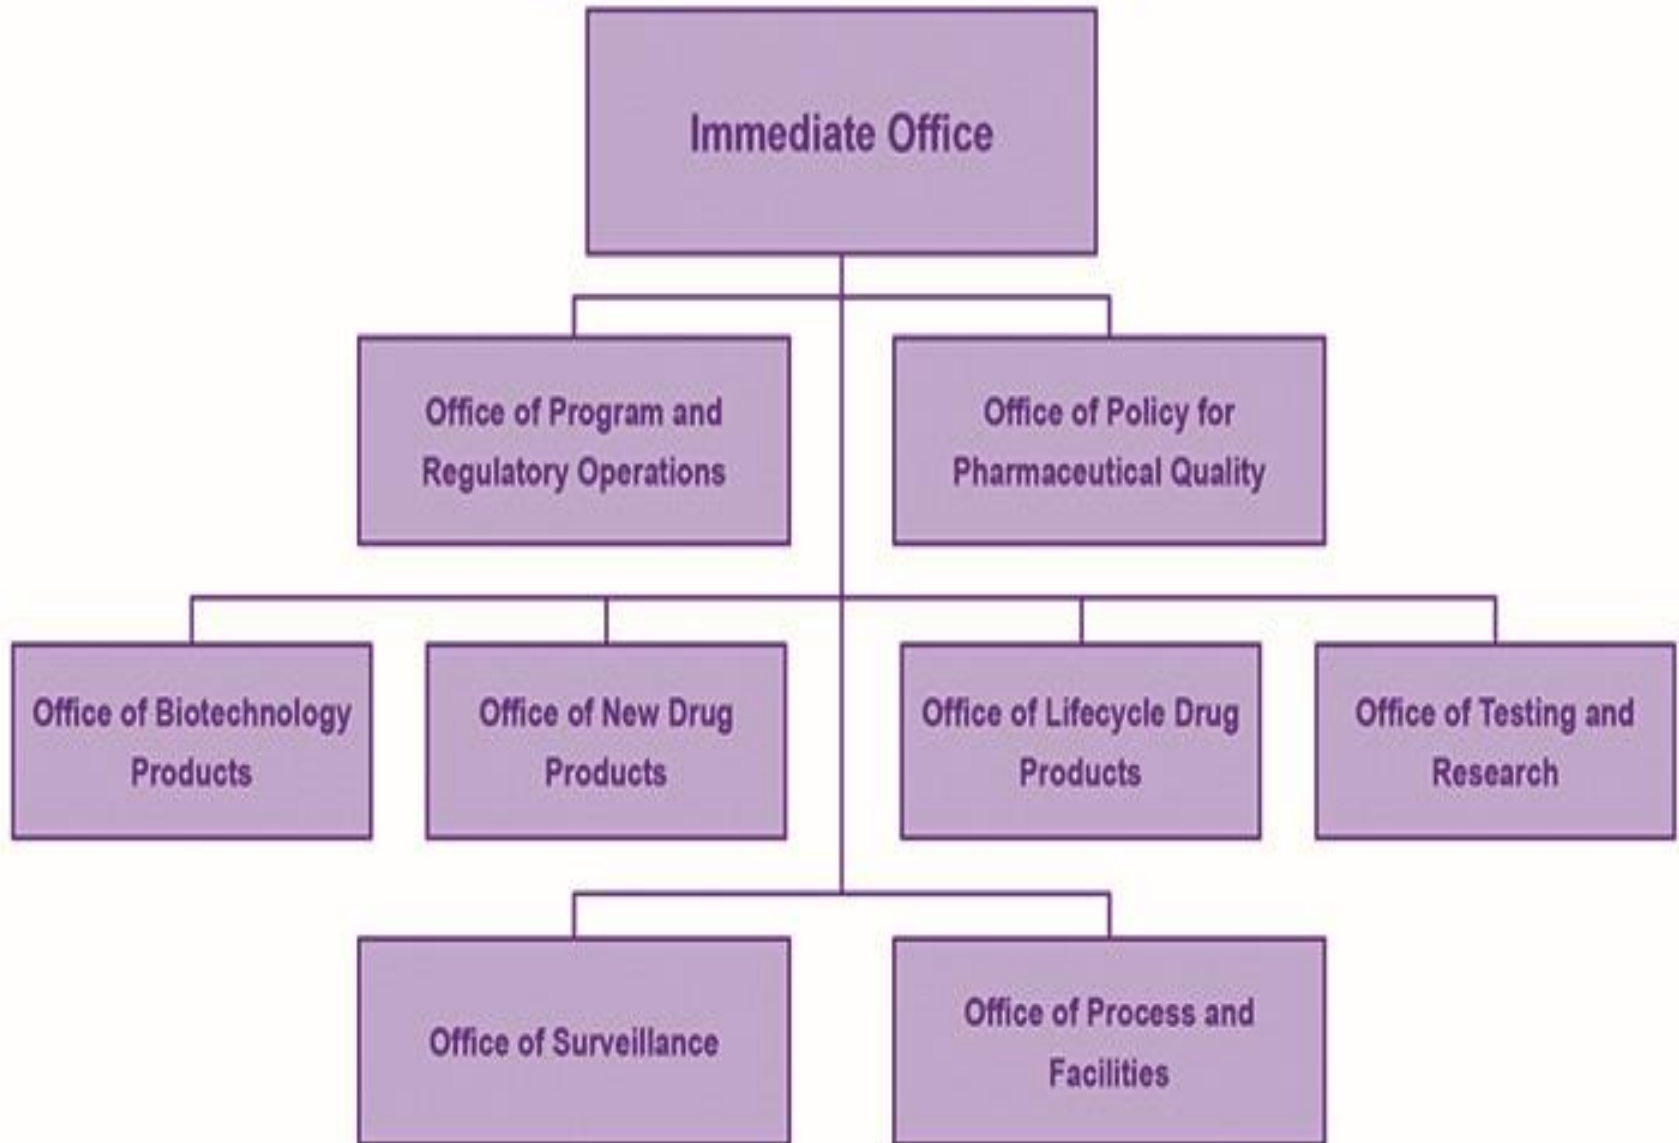 Immediate Office
Office of Program and
Regulatory Operations
Office of Policy for
Pharmaceutical Quality
Office of Biotechnology
Products
Office of New Drug
Products
Office of Lifecycle Drug
Products
Office of Testing and
Research
Office of Surveillance
Office of Process and
Facilities